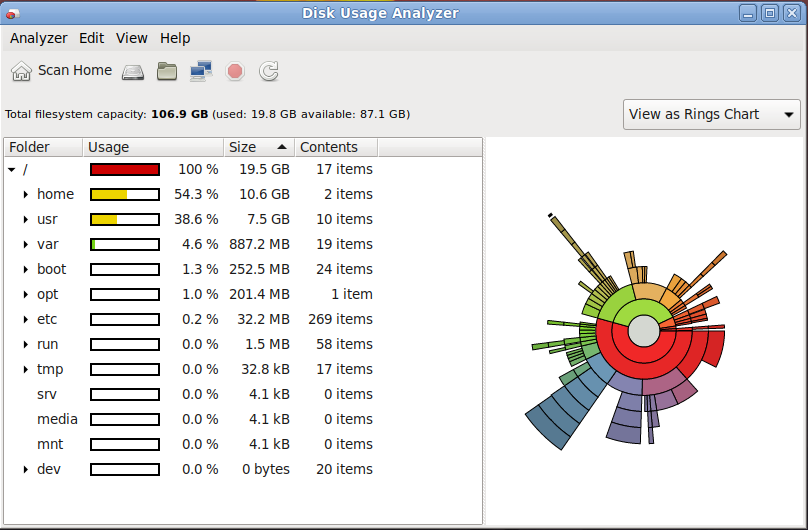 Disk Usage Analyzer
Analyzer Edit View Help
Scan Home
Total filesystem capacity: 106.9 GB (used: 19.8 GB available: 87.1 GB)
View as Rings Chart
Folder Usage Size Contents
/ 100 % 19.5 GB 17 items
home 54.3 % 10.6 GB 2 items
usr 38.6 % 7.5 GB 10 items
var 4.6 % 887.2 MB 19 items
boot 1.3 % 252.5 MB 24 items
opt 1.0 % 201.4 MB 1 item
etc 0.2 % 32.2 MB 269 items
run 0.0 % 1.5 MB 58 items
tmp 0.0 % 32.8 kB 17 items
srv 0.0 % 4.1 kB 0 items
media 0.0 % 4.1 kB 0 items
mnt 0.0 % 4.1 kB 0 items
dev 0.0 % 0 bytes 20 items